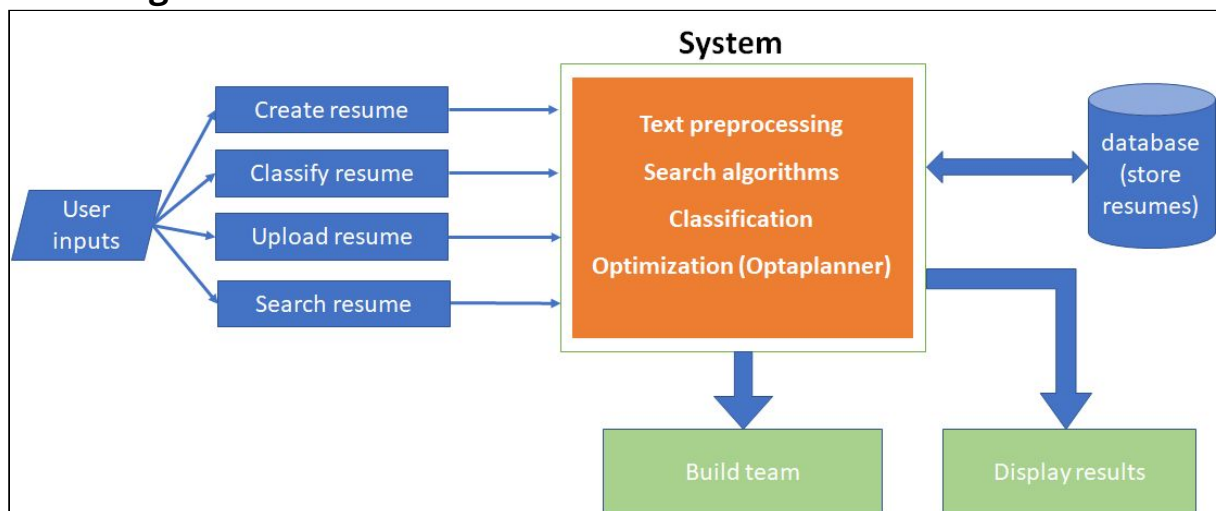 System
User
inputs
Create resume
Classify resume
Upload resume
Search resume
Text preprocessing
Search algorithms
Classification
Optimization (Optaplanner)
database
(store
resumes)
Build team
Display results